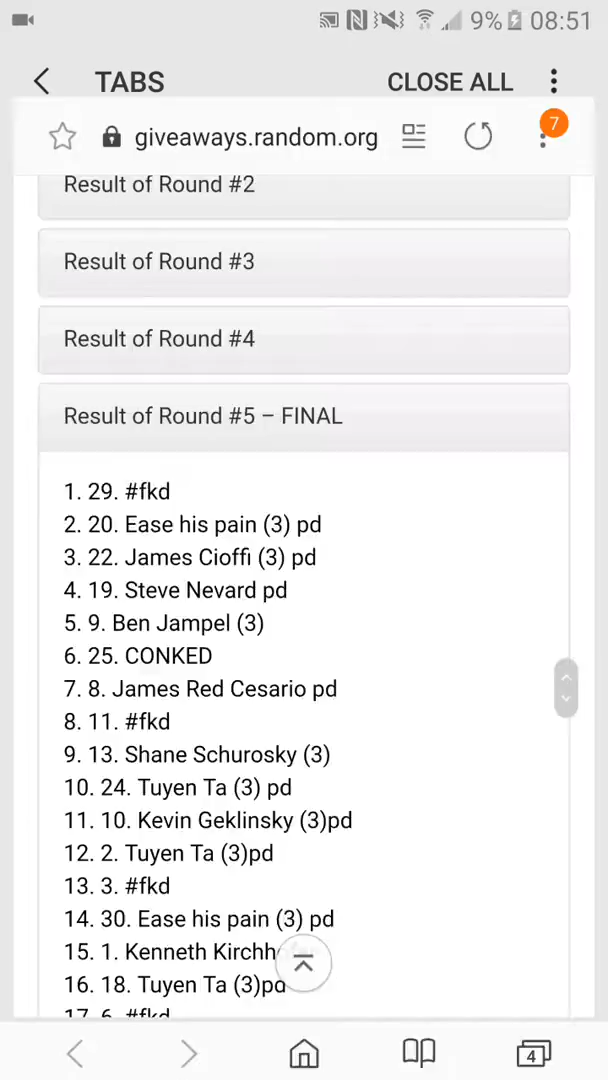 9% 08:51
TABS CLOSE ALL
giveaways.random.org 7
Result of Round #2
Result of Round #3
Result of Round #4
Result of Round #5 – FINAL
1. 29. #fkd
2. 20. Ease his pain (3) pd
3. 22. James Cioffi (3) pd
4. 19. Steve Nevard pd
5. 9. Ben Jampel (3)
6. 25. CONKED
7. 8. James Red Cesario pd
8. 11. #fkd
9. 13. Shane Schurosky (3)
10. 24. Tuyen Ta (3) pd
11. 10. Kevin Geklinsky (3)pd
12. 2. Tuyen Ta (3)pd
13. 3. #fkd
14. 30. Ease his pain (3) pd
15. 1. Kenneth
16. 18. Tuyen Ta (3)pd
17. 6. #fkd
4